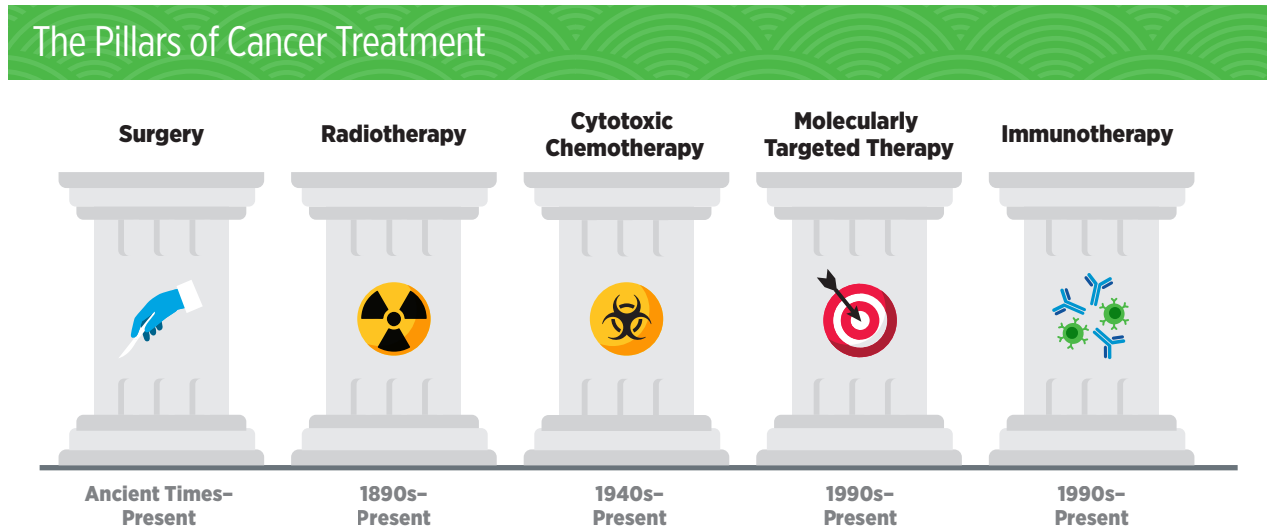 The Pillars of Cancer Treatment
Surgery
Radiotherapy
Cytotoxic
Chemotherapy
Molecularly
Targeted Therapy
Immunotherapy
Ancient Times–
Present
1890s–
Present
1940s–
Present
1990s–
Present
1990s–
Present